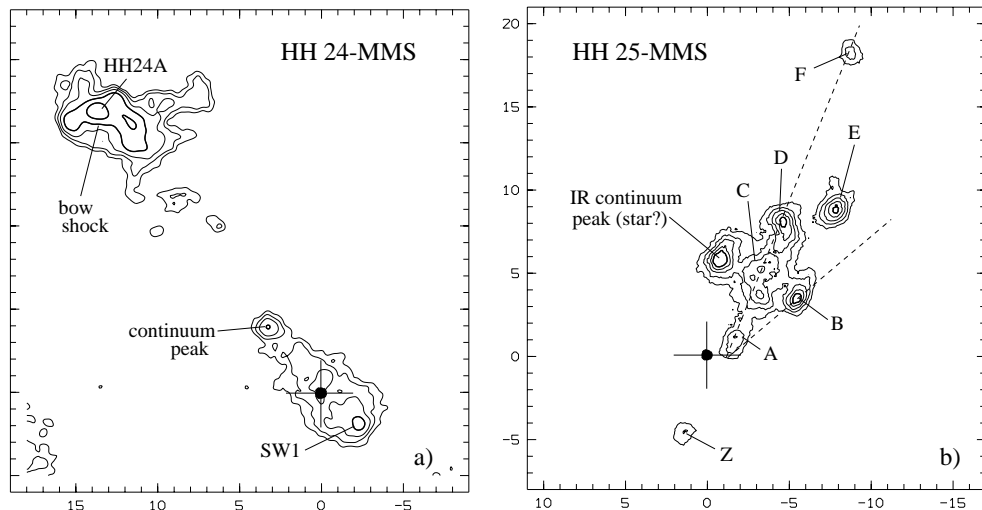 HH 24-MMS
HH24A
bow
shock
continuum
peak
SW1
a)
15 10 5 0 -5
HH 25-MMS
20
15
10
5
0
-5
F
E
D
C
IR continuum
peak (star?)
B
A
Z
b)
10 5 0 -5 -10 -15